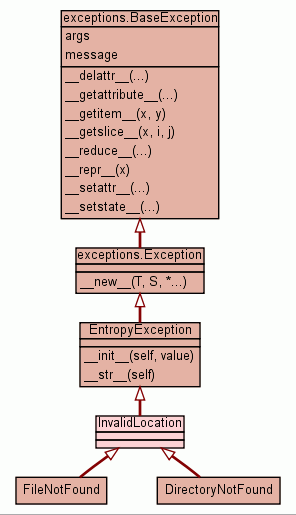 exceptions.BaseException
args
message
__delattr__(...)
__getattribute__(...)
__getitem__(x, y)
__getslice__(x, i, j)
__reduce__(...)
__repr__(x)
__setattr__(...)
__setstate__(...)
exceptions.Exception
__new__(T, S, *...)
EntropyException
__init__(self, value)
__str__(self)
InvalidLocation
FileNotFound
DirectoryNotFound